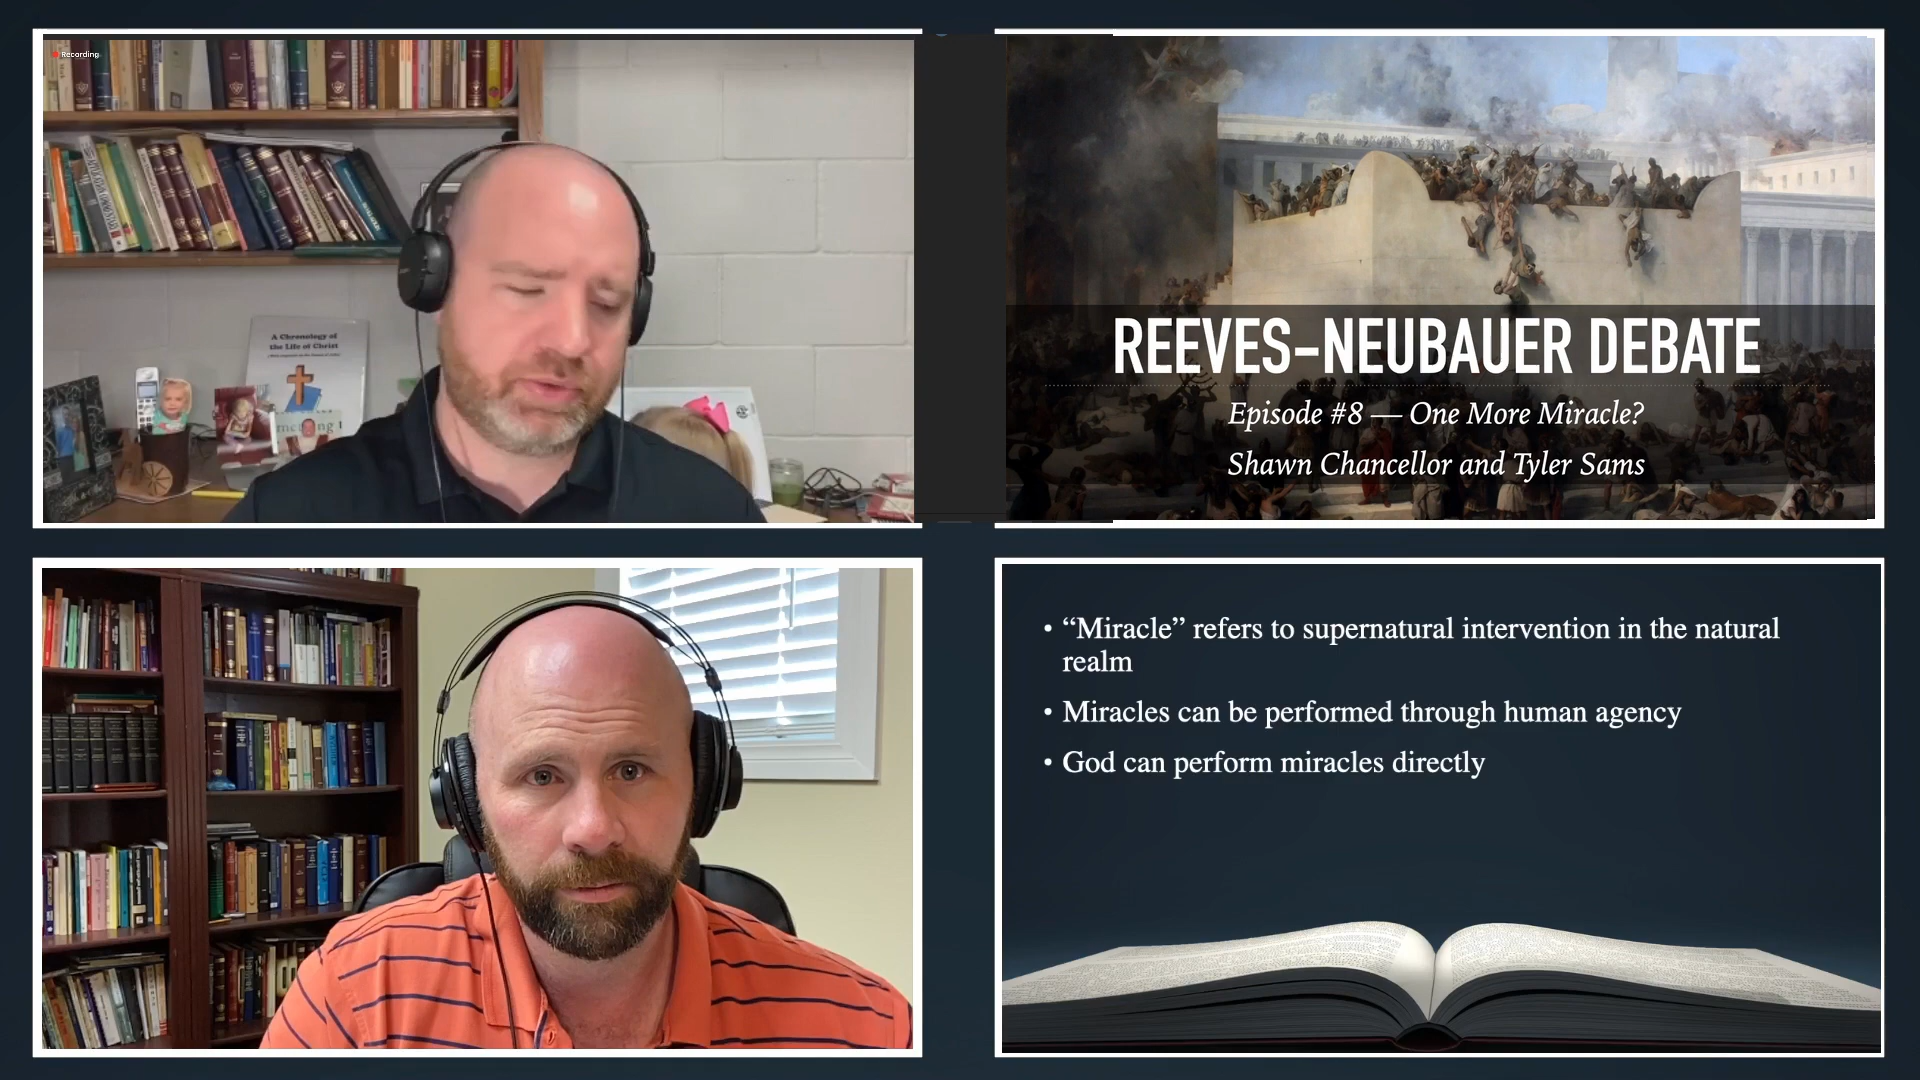 Recording
A Chronology of
the Life of Christ
REEVES-NEUBAUER DEBATE
Episode #8 — One More Miracle?
Shawn Chancellor and Tyler Sams
• “Miracle” refers to supernatural intervention in the natural
realm
• Miracles can be performed through human agency
• God can perform miracles directly